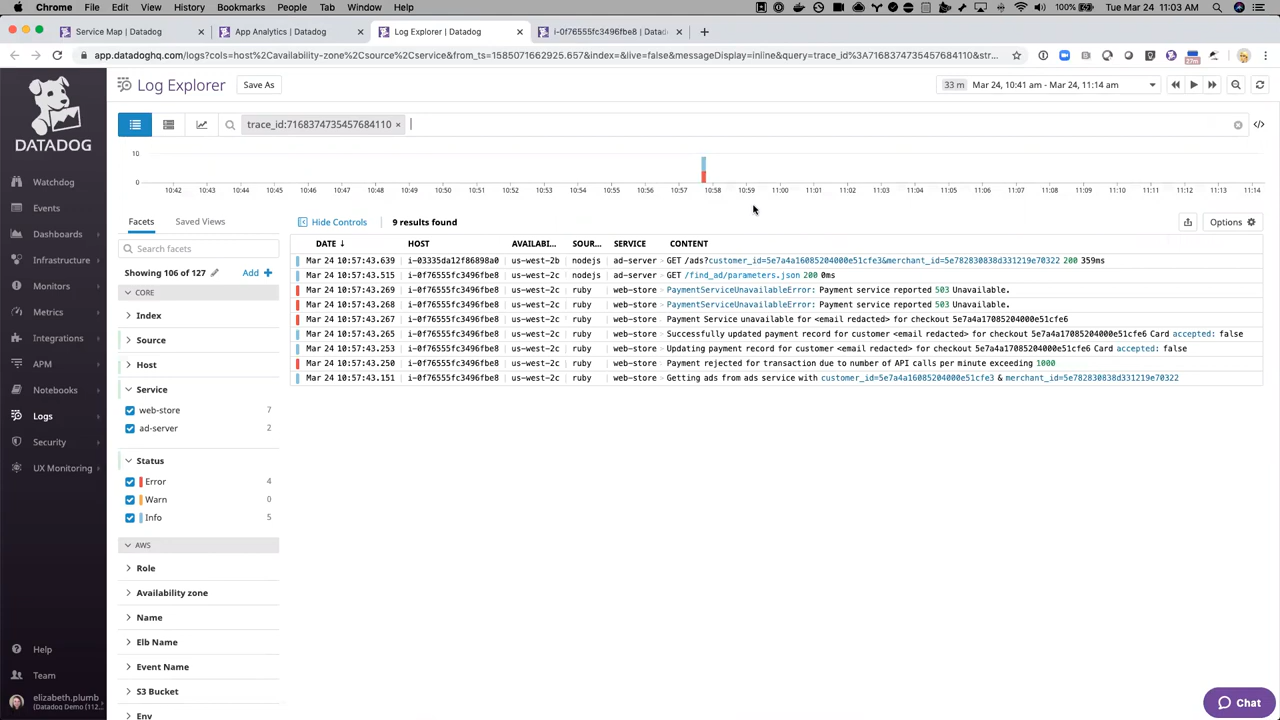 Chrome File Edit View History Bookmarks People Tab Window Help
100% Tue Mar 24 11:03 AM
Service Map | Datadog × App Analytics | Datadog × Log Explorer | Datadog × i-0f76555fc3496fbe8 | Datadog × +
app.datadoghq.com/logs?cols=host%2Cavailability-zone%2Csource%2Cservice&from_ts=1585071662925.657&index=&live=false&messageDisplay=inline&query=trace_id%3A7168374735457684110&str...
Log Explorer Save As
33 m Mar 24, 10:41 am - Mar 24, 11:14 am
trace_id:7168374735457684110 ×
DATADOG
10
0
10:42 10:43 10:44 10:45 10:46 10:47 10:48 10:49 10:50 10:51 10:52 10:53 10:54 10:55 10:56 10:57 10:58 10:59 11:00 11:01 11:02 11:03 11:04 11:05 11:06 11:07 11:08 11:09 11:10 11:11 11:12 11:13 11:14
Watchdog
Events
Dashboards
Infrastructure
Monitors
Metrics
Integrations
APM
Notebooks
Logs
Security
UX Monitoring
Help
Team
elizabeth.plumb
(Datadog Demo (112...
Facets Saved Views
Search facets
Showing 106 of 127 Add +
CORE
Index
Source
Host
Service
web-store 7
ad-server 2
Status
Error 4
Warn 0
Info 5
AWS
Role
Availability zone
Name
Elb Name
Event Name
S3 Bucket
Env
Hide Controls 9 results found Options
DATE ↓ HOST AVAILABI... SOUR... SERVICE CONTENT
Mar 24 10:57:43.639 i-03335da12f86898a0 us-west-2b nodejs ad-server GET /ads?customer_id=5e7a4a16085204000e51cfe3&merchant_id=5e782830838d331219e70322 200 359ms
Mar 24 10:57:43.515 i-0f76555fc3496fbe8 us-west-2c nodejs ad-server GET /find_ad/parameters.json 200 0ms
Mar 24 10:57:43.269 i-0f76555fc3496fbe8 us-west-2c ruby web-store PaymentServiceUnavailableError: Payment service reported 503 Unavailable.
Mar 24 10:57:43.268 i-0f76555fc3496fbe8 us-west-2c ruby web-store PaymentServiceUnavailableError: Payment service reported 503 Unavailable.
Mar 24 10:57:43.267 i-0f76555fc3496fbe8 us-west-2c ruby web-store Payment Service unavailable for <email redacted> for checkout 5e7a4a17085204000e51cfe6
Mar 24 10:57:43.265 i-0f76555fc3496fbe8 us-west-2c ruby web-store Successfully updated payment record for customer <email redacted> for checkout 5e7a4a17085204000e51cfe6 Card accepted: false
Mar 24 10:57:43.253 i-0f76555fc3496fbe8 us-west-2c ruby web-store Updating payment record for customer <email redacted> for checkout 5e7a4a17085204000e51cfe6 Card accepted: false
Mar 24 10:57:43.250 i-0f76555fc3496fbe8 us-west-2c ruby web-store Payment rejected for transaction due to number of API calls per minute exceeding 1000
Mar 24 10:57:43.151 i-0f76555fc3496fbe8 us-west-2c ruby web-store Getting ads from ads service with customer_id=5e7a4a16085204000e51cfe3 & merchant_id=5e782830838d331219e70322
Chat